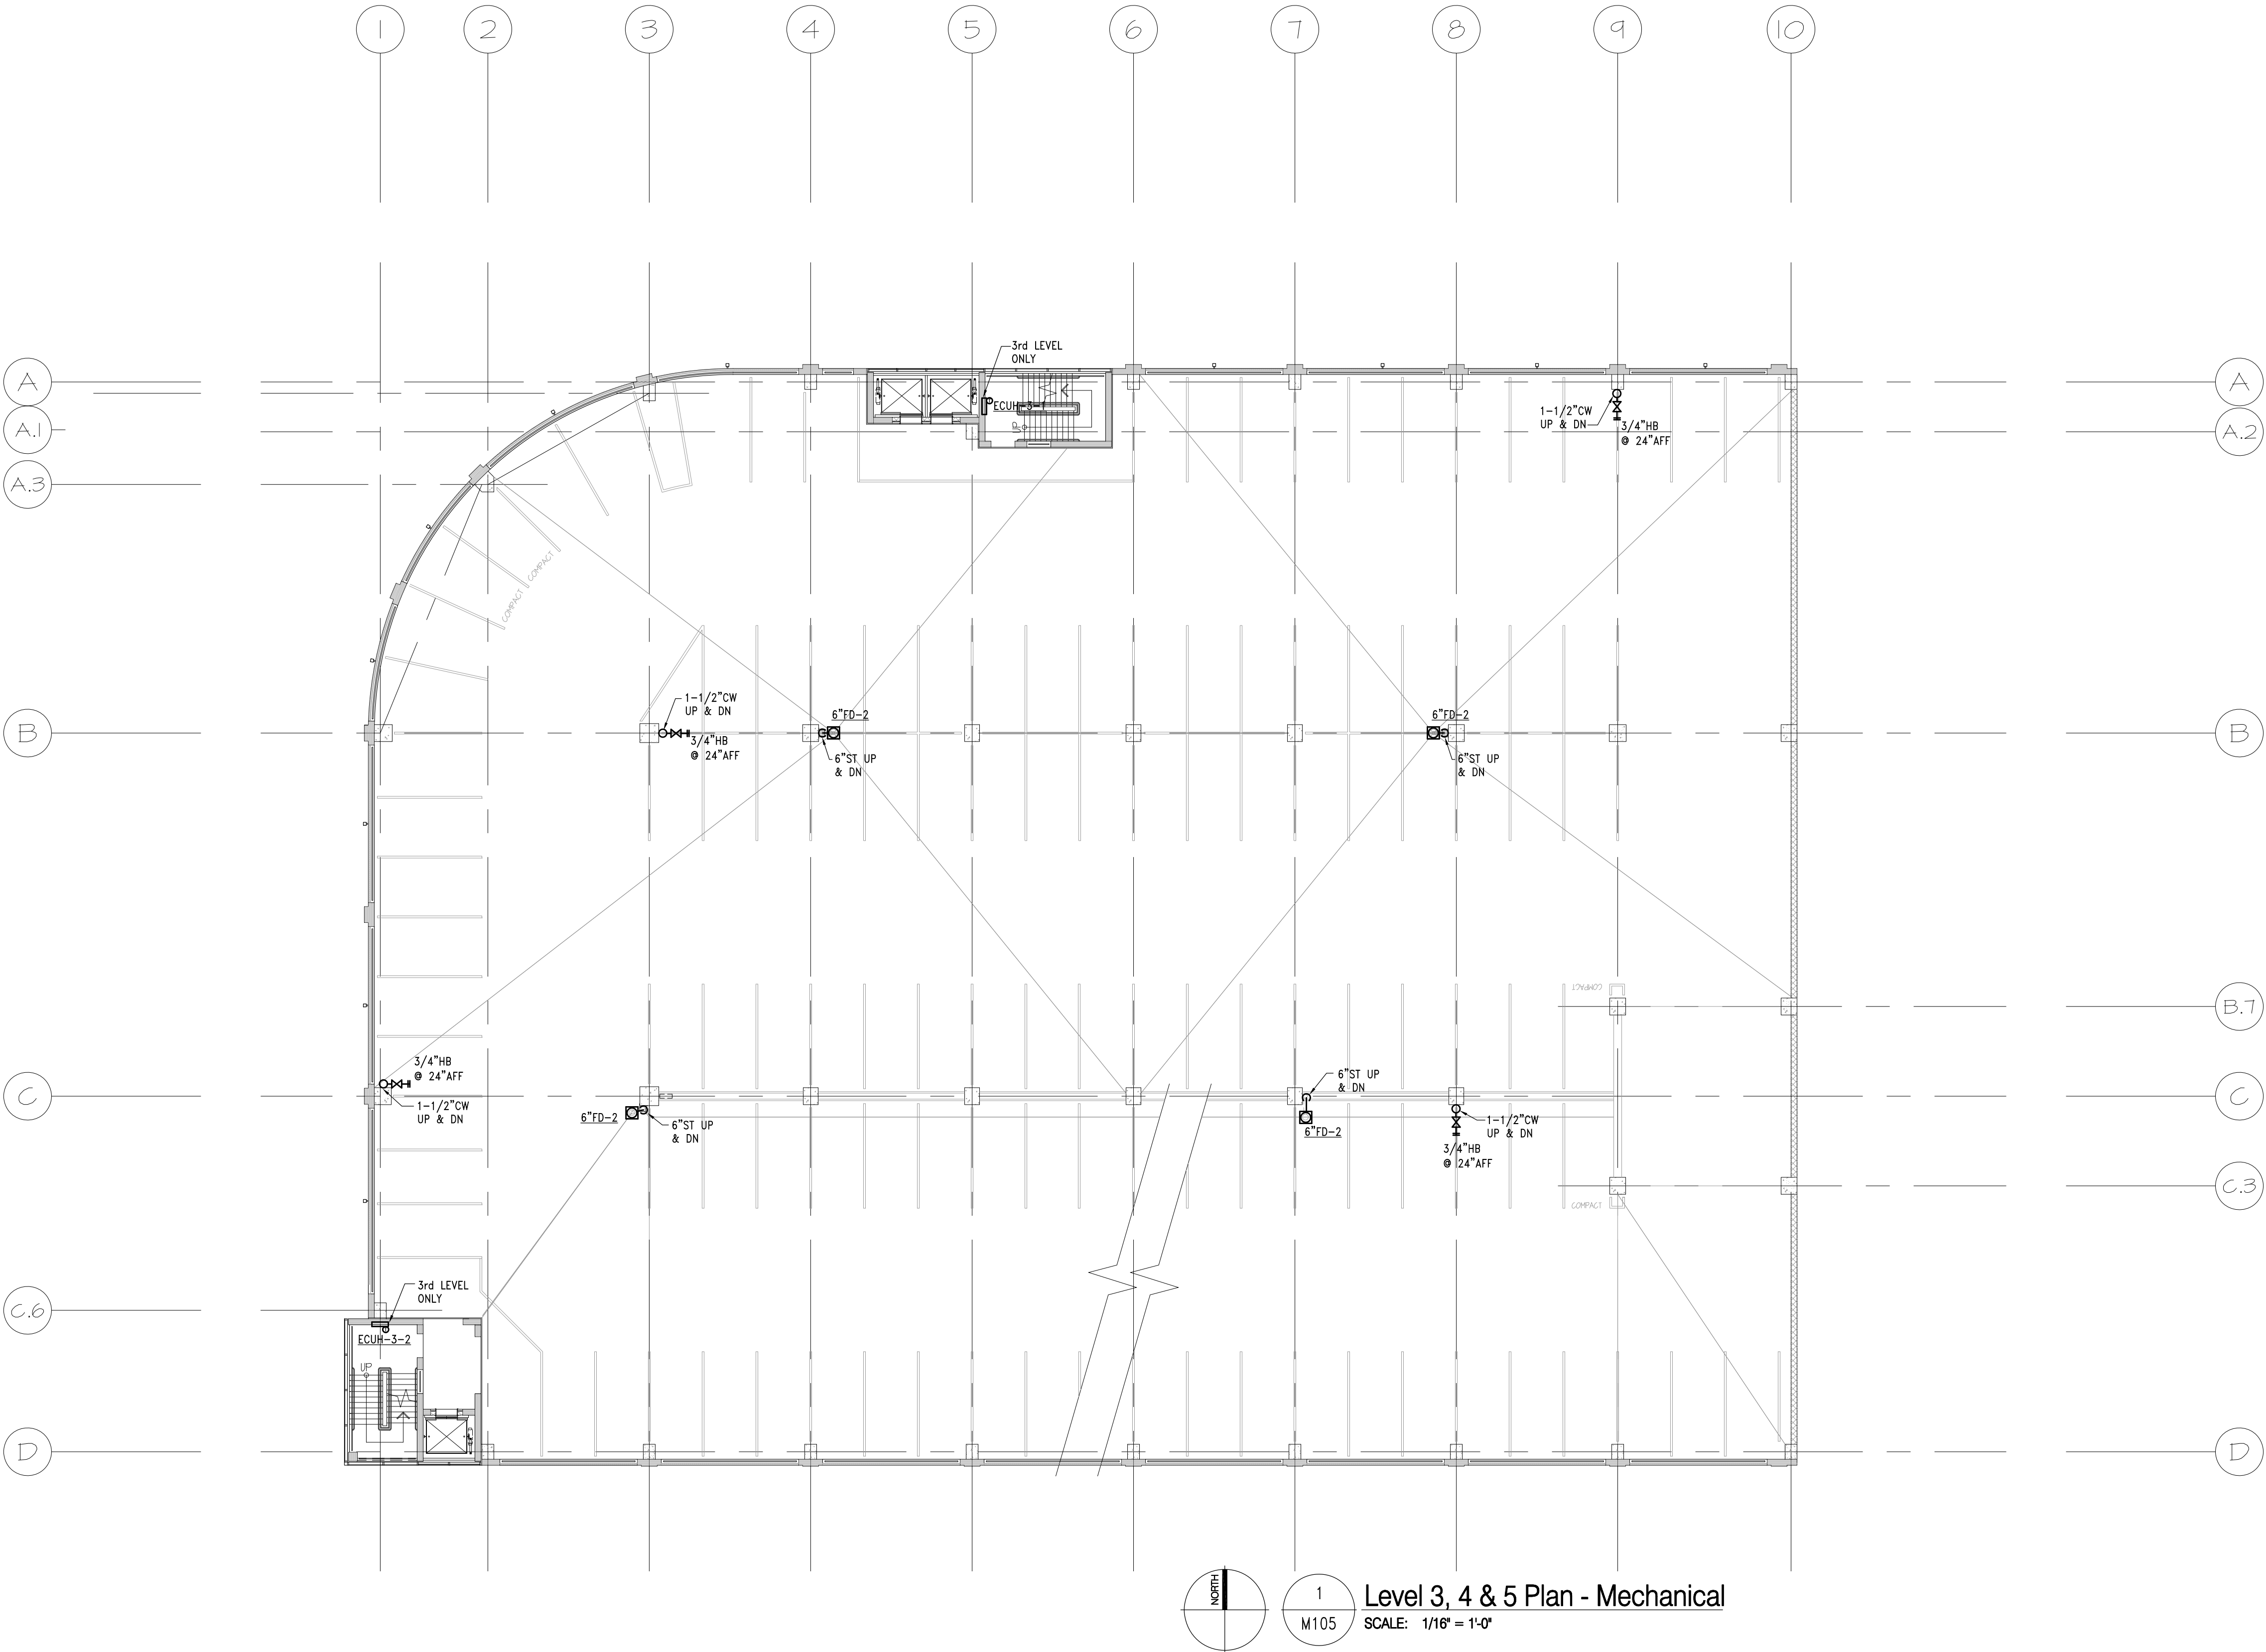 1 2 3 4 5 6 7 8 9 10
3rd LEVEL
ONLY
A
A
ECUH-3-1
1-1/2"CW
UP & DN
3/4"HB
@ 24"AFF
A.1
A.2
UP
A.3
COMPACT
COMPACT
1-1/2"CW
UP & DN
3/4"HB
@ 24"AFF
6"FD-2
6"ST UP
& DN
6"FD-2
6"ST UP
& DN
B
B
COMPACT
B.7
3/4"HB
@ 24"AFF
1-1/2"CW
UP & DN
6"FD-2
6"ST UP
& DN
6"ST UP
& DN
6"FD-2
1-1/2"CW
UP & DN
3/4"HB
@ 24"AFF
C
C
C.3
COMPACT
3rd LEVEL
ONLY
C.6
ECUH-3-2
UP
D
D
NORTH
1
M105
Level 3, 4 & 5 Plan - Mechanical
SCALE: 1/16" = 1'-0"